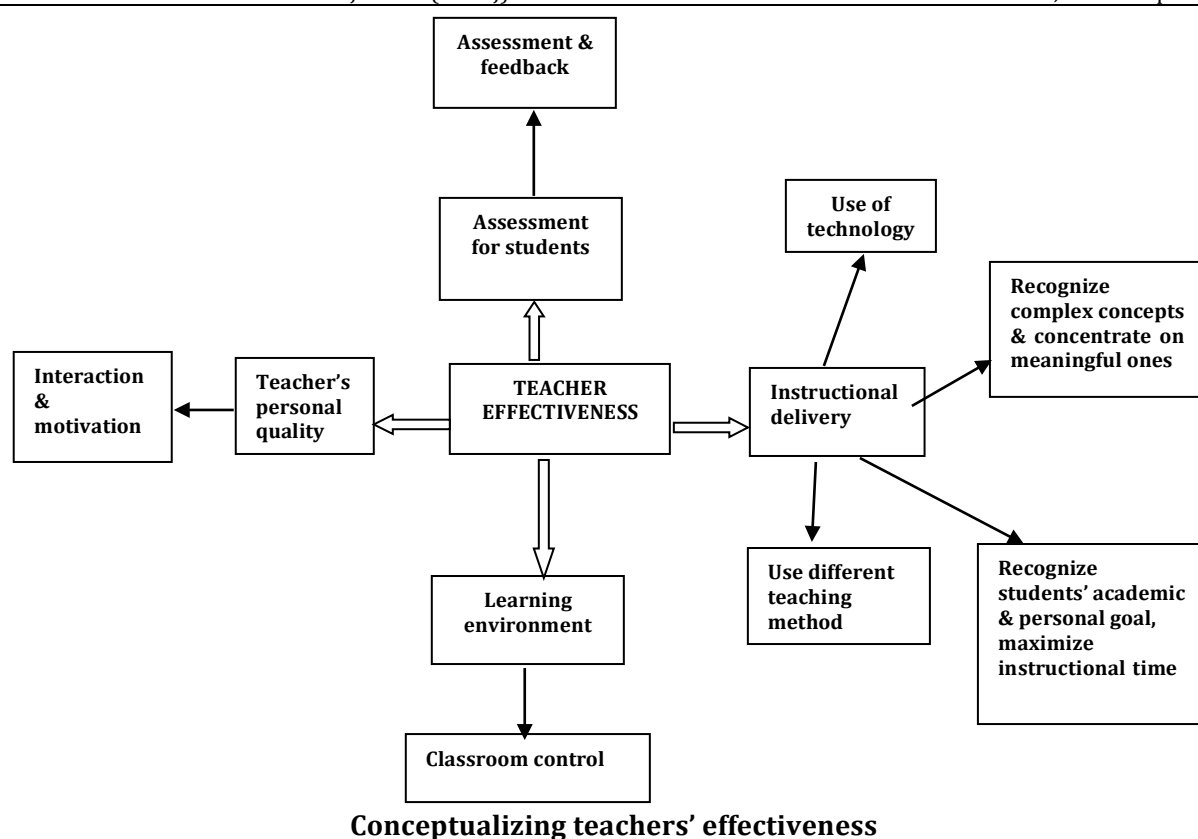 Assessment &
feedback
Assessment
for students
Use of
technology
Recognize
complex concepts
& concentrate on
meaningful ones
Interaction
&
motivation
Teacher's
personal
quality
TEACHER
EFFECTIVENESS
Instructional
delivery
Learning
environment
Use different
teaching
method
Recognize
students' academic
& personal goal,
maximize
instructional time
Classroom control
Conceptualizing teachers' effectiveness